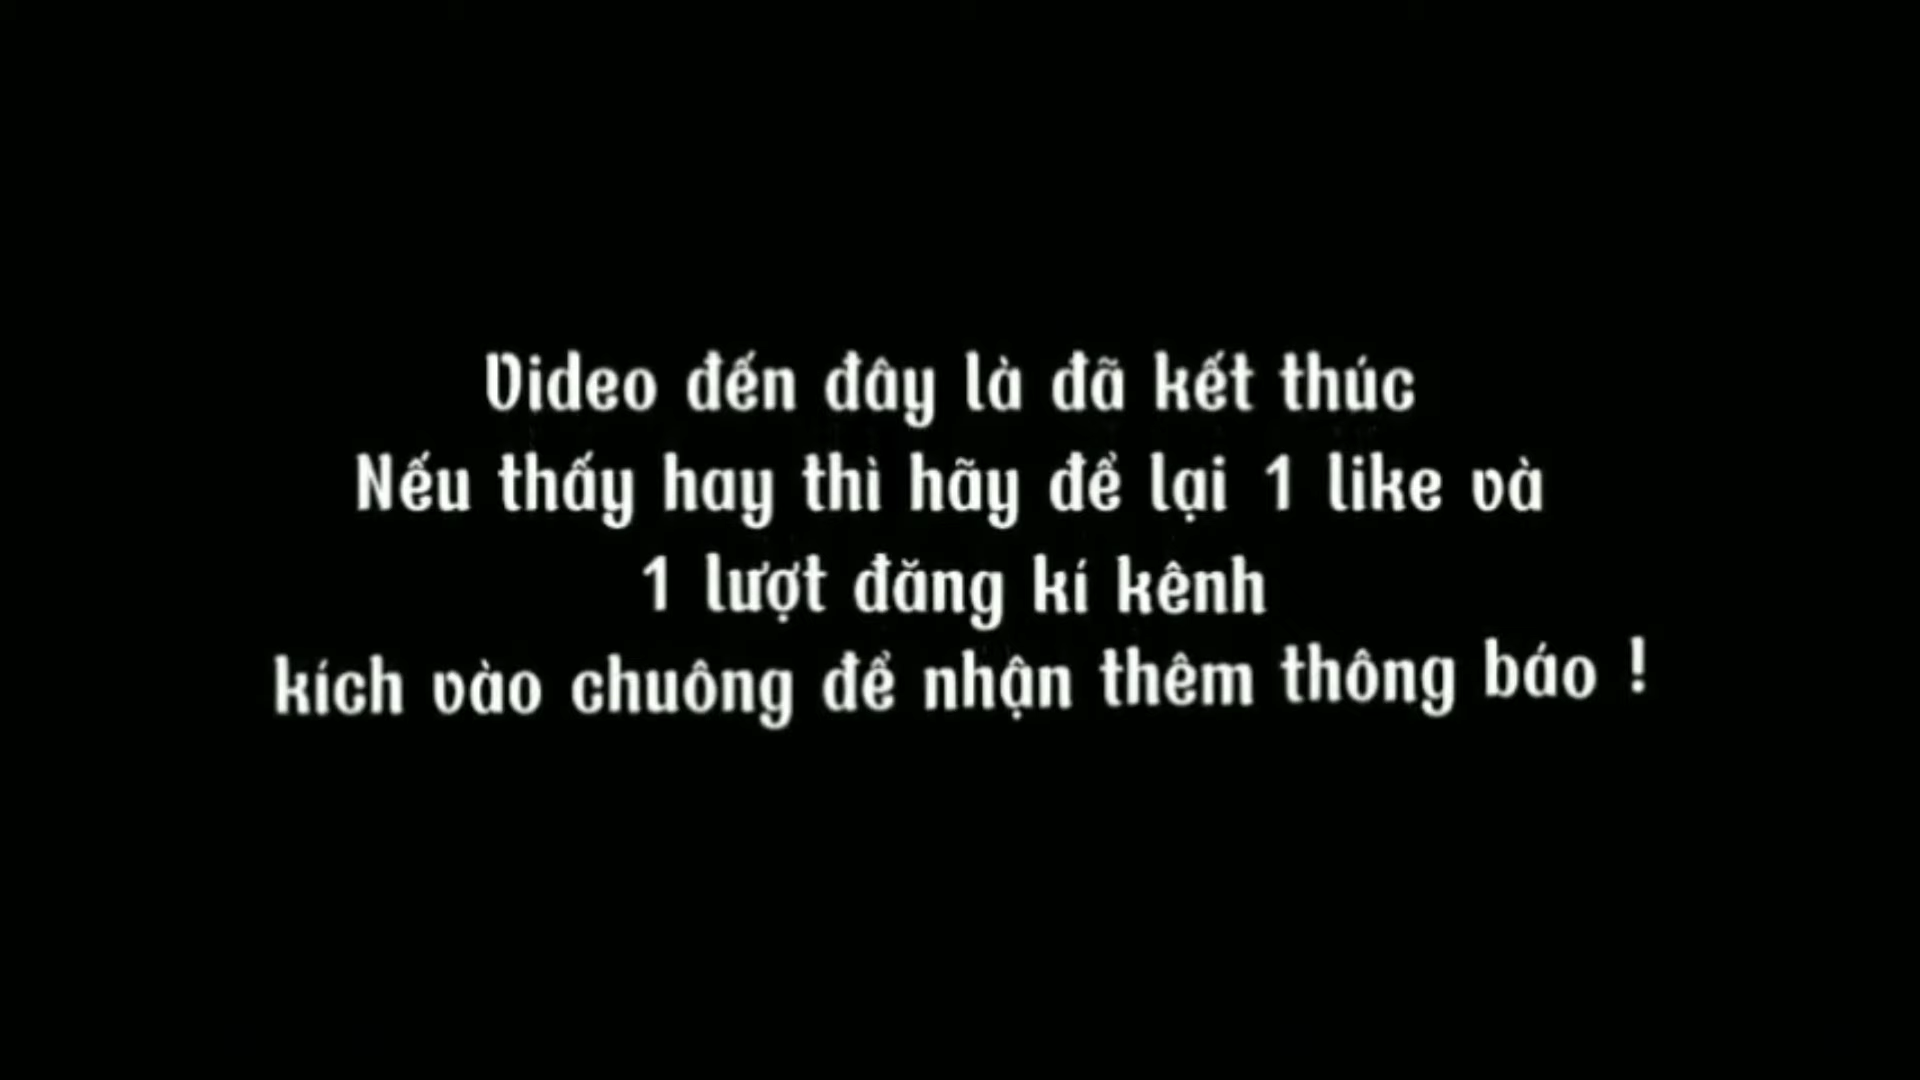 Video đến đây là đã kết thúc
Nếu thấy hay thì hãy để lại 1 like và
1 lượt đăng kí kênh
kích vào chuông để nhận thêm thông báo !